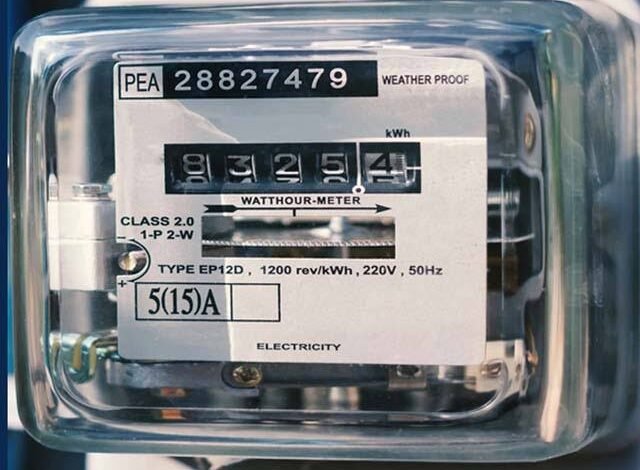 PEA 28827479 WEATHER PROOF
kWh
83254
WATTHOUR-METER
CLASS 2.0
1-P 2-W
TYPE EP12D, 1200 rev/kWh, 220V, 50Hz
- +
5(15)A
ELECTRICITY